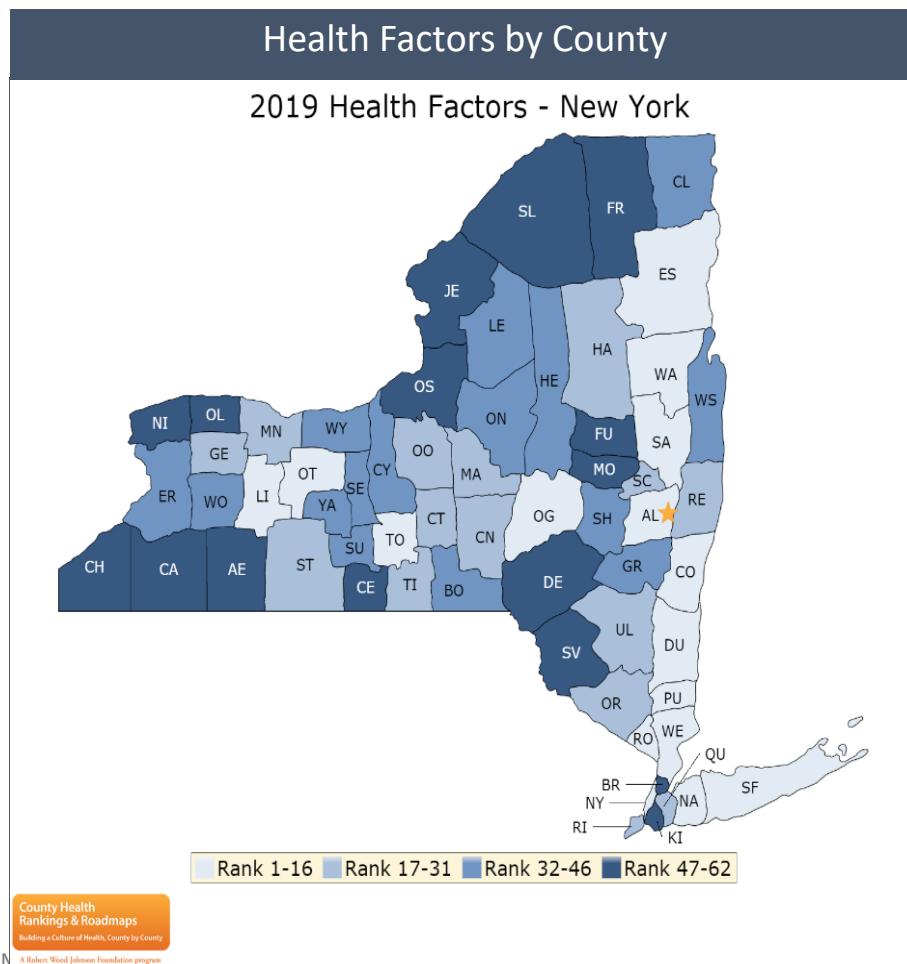 Health Factors by County
2019 Health Factors - New York
CL
SL
FR
ES
JE
LE
HA
WA
HE
OS
WS
ON
NI
OL
MN
WY
FU
SA
GE
OO
MA
MO
CY
SC
OT
ER
WO
LI
SE
RE
YA
CT
OG
SH
AL
CN
SU
TO
CH
CA
AE
ST
GR
CO
CE
TI
BO
DE
UL
DU
SV
OR
PU
RO
WE
QU
BR
SF
NY
NA
RI
KI
Rank 1-16 Rank 17-31 Rank 32-46 Rank 47-62
County Health
Rankings & Roadmaps
Building a Culture of Health, County by County
N
A Robert Wood Johnson Foundation program